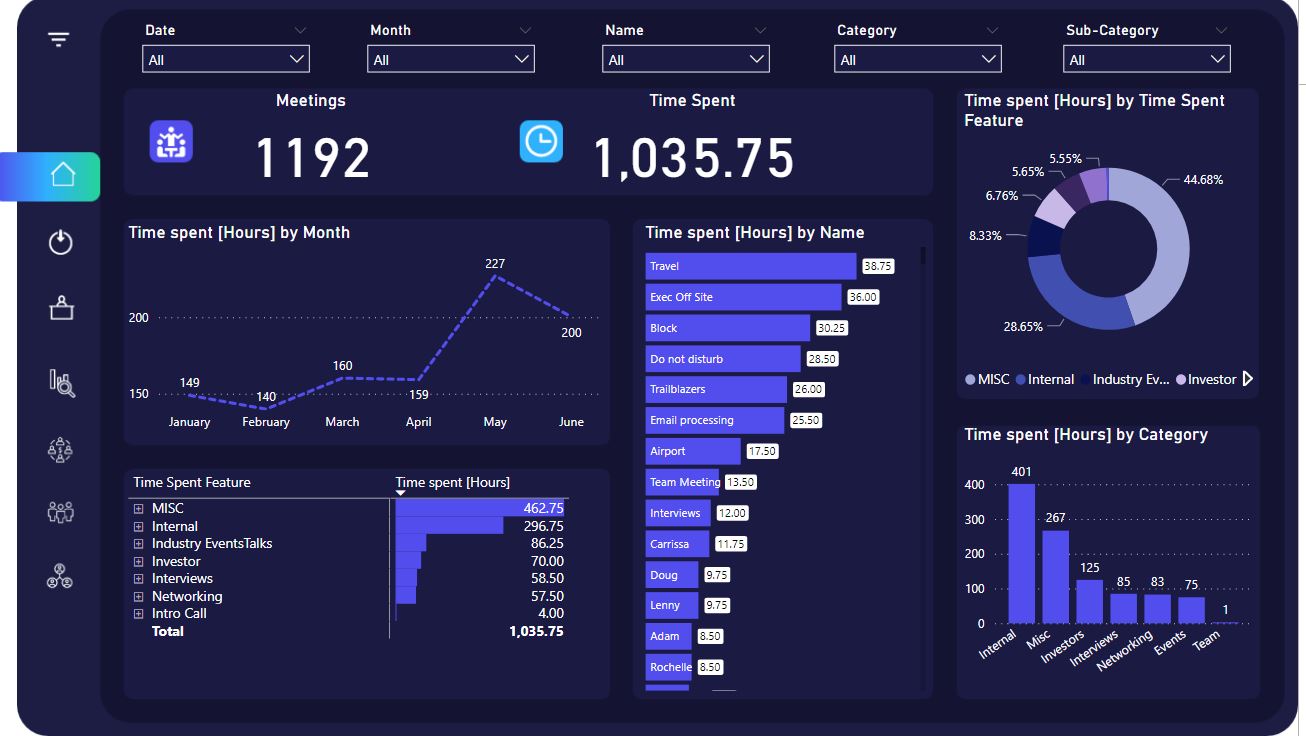 Date
All
Month
All
Name
All
Category
All
Sub-Category
All
Meetings
1192
Time Spent
1,035.75
Time spent [Hours] by Month
227
200
200
160
149
159
150
140
January February March April May June
Time Spent Feature Time spent [Hours]
MISC 462.75
Internal 296.75
Industry EventsTalks 86.25
Investor 70.00
Interviews 58.50
Networking 57.50
Intro Call 4.00
Total 1,035.75
Time spent [Hours] by Name
Travel 38.75
Exec Off Site 36.00
Block 30.25
Do not disturb 28.50
Trailblazers 26.00
Email processing 25.50
Airport 17.50
Team Meeting 13.50
Interviews 12.00
Carrissa 11.75
Doug 9.75
Lenny 9.75
Adam 8.50
Rochelle 8.50
Time spent [Hours] by Time Spent
Feature
5.55%
5.65%
44.68%
6.76%
8.33%
28.65%
MISC Internal Industry Ev... Investor
Time spent [Hours] by Category
401
400
300
267
200
125
100
85
83
75
1
0
Internal Misc Investors Interviews Networking Events Team